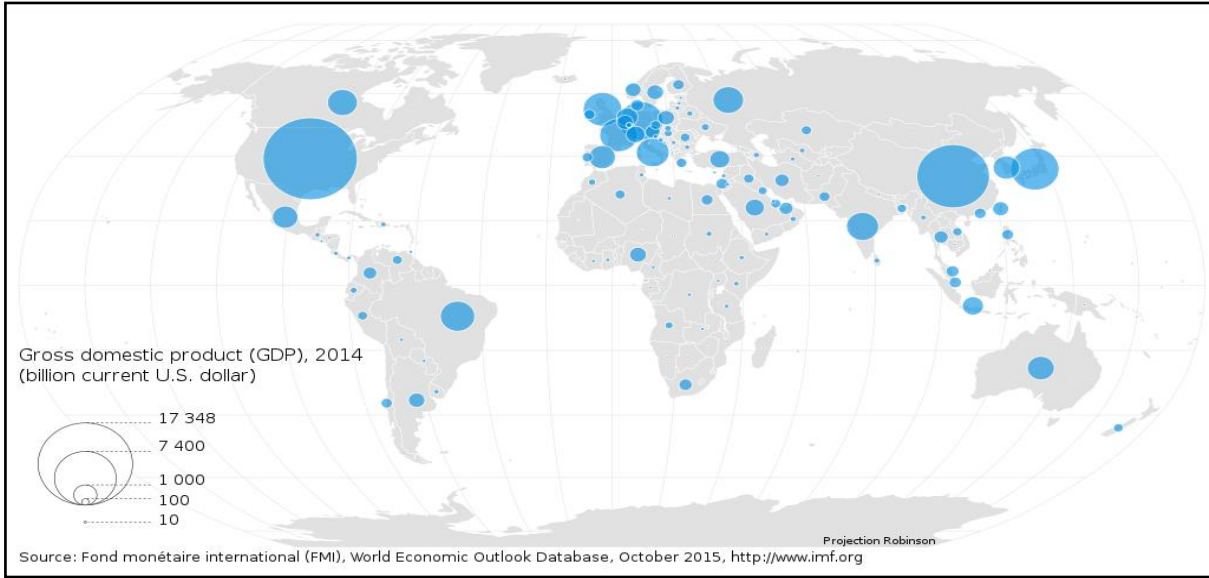 Gross domestic product (GDP), 2014
(billion current U.S. dollar)
17 348
7 400
1 000
100
10
Projection Robinson
Source: Fond monétaire international (FMI), World Economic Outlook Database, October 2015, http://www.imf.org